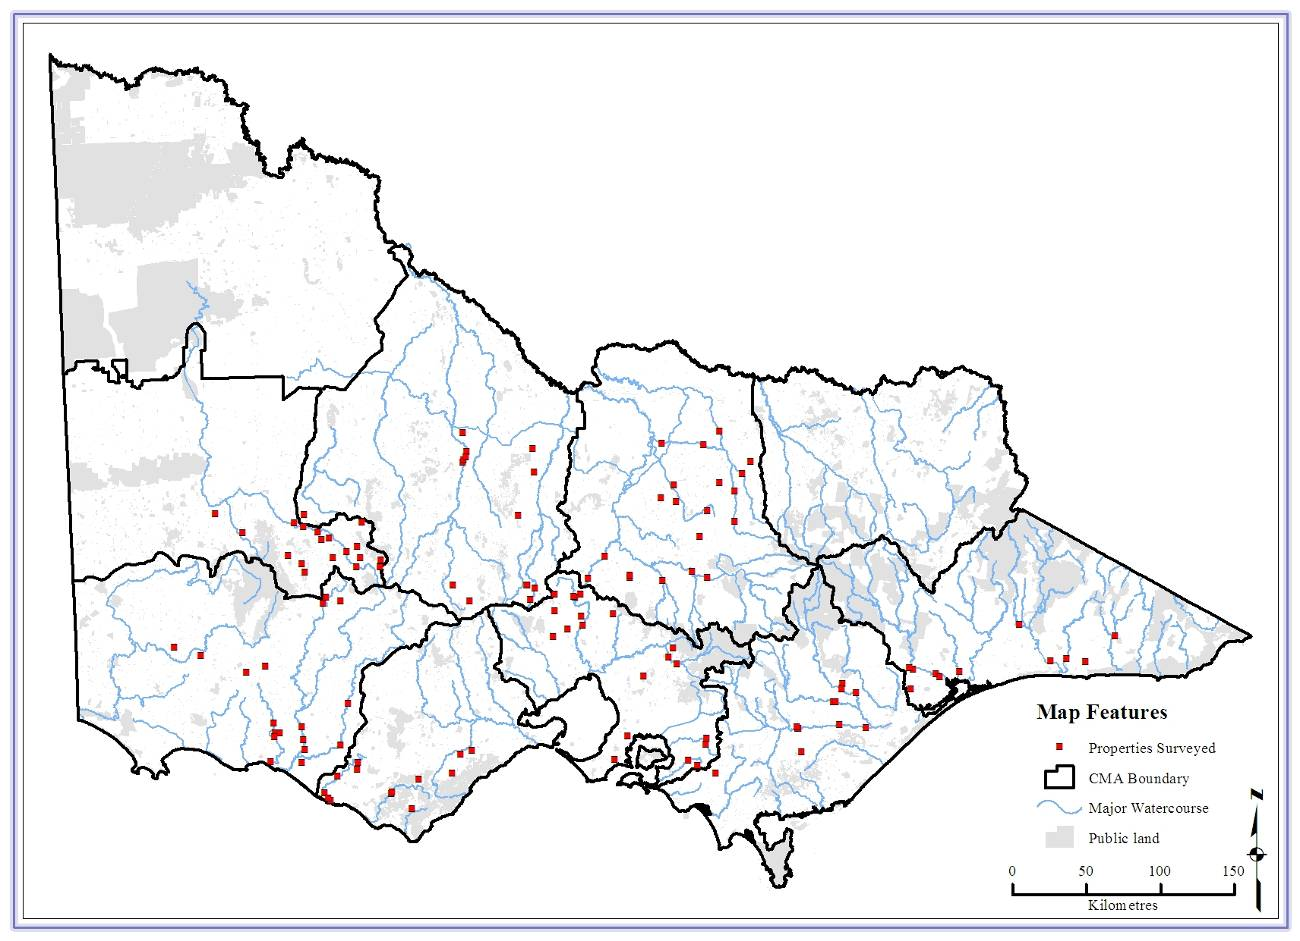 Map Features
Properties Surveyed
CMA Boundary
Major Watercourse
Public land
0 50 100 150
Kilometres
N